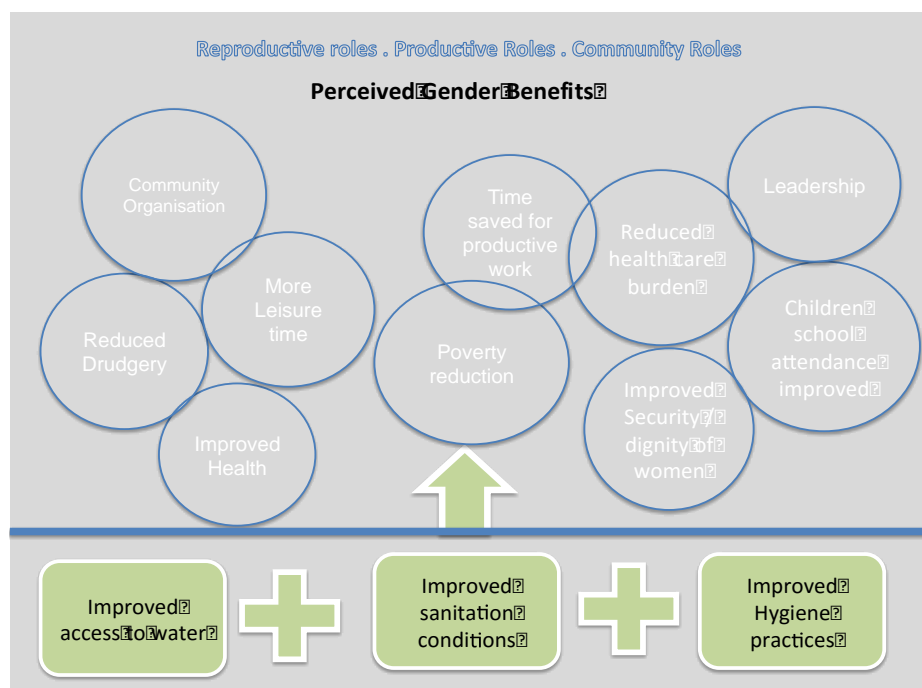 Reproductive roles . Productive Roles . Community Roles
Perceived Gender Benefits
Community
Organisation
More
Leisure
time
Reduced
Drudgery
Improved
Health
Time
saved for
productive
work
Poverty
reduction
Reduced
health care
burden
Leadership
Children
school
attendance
improved
Improved
Security /
dignity of
women
Improved
access to water
Improved
sanitation
conditions
Improved
Hygiene
practices